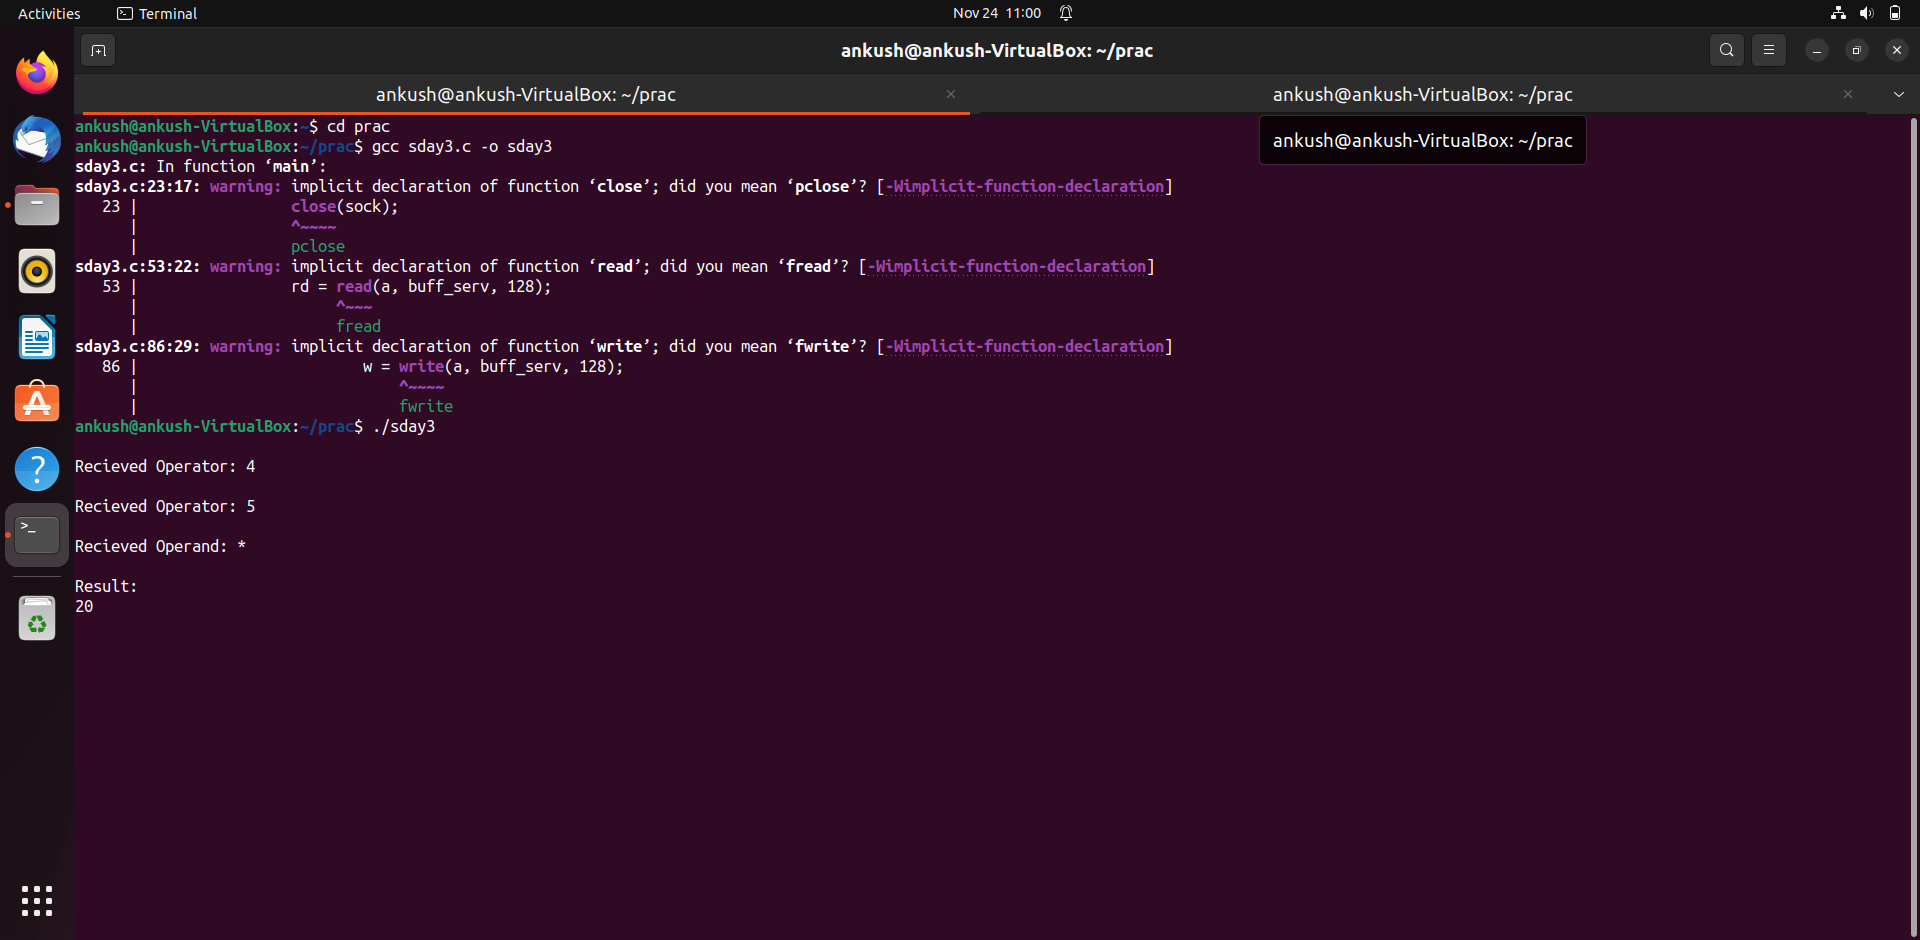 Activities
Terminal
Nov 24 11:00
ankush@ankush-VirtualBox: ~/prac
ankush@ankush-VirtualBox: ~/prac
ankush@ankush-VirtualBox: ~/prac
ankush@ankush-VirtualBox: ~/prac
ankush@ankush-VirtualBox:~$ cd prac
ankush@ankush-VirtualBox:~/prac$ gcc sday3.c -o sday3
sday3.c: In function ‘main’:
sday3.c:23:17: warning: implicit declaration of function ‘close’; did you mean ‘pclose’? [-Wimplicit-function-declaration]
   23 |                 close(sock);
      |                 ^~~~~
      |                 pclose
sday3.c:53:22: warning: implicit declaration of function ‘read’; did you mean ‘fread’? [-Wimplicit-function-declaration]
   53 |                 rd = read(a, buff_serv, 128);
      |                      ^~~~
      |                      fread
sday3.c:86:29: warning: implicit declaration of function ‘write’; did you mean ‘fwrite’? [-Wimplicit-function-declaration]
   86 |                         w = write(a, buff_serv, 128);
      |                             ^~~~~
      |                             fwrite
ankush@ankush-VirtualBox:~/prac$ ./sday3
Recieved Operator: 4
Recieved Operator: 5
Recieved Operand: *
Result:
20